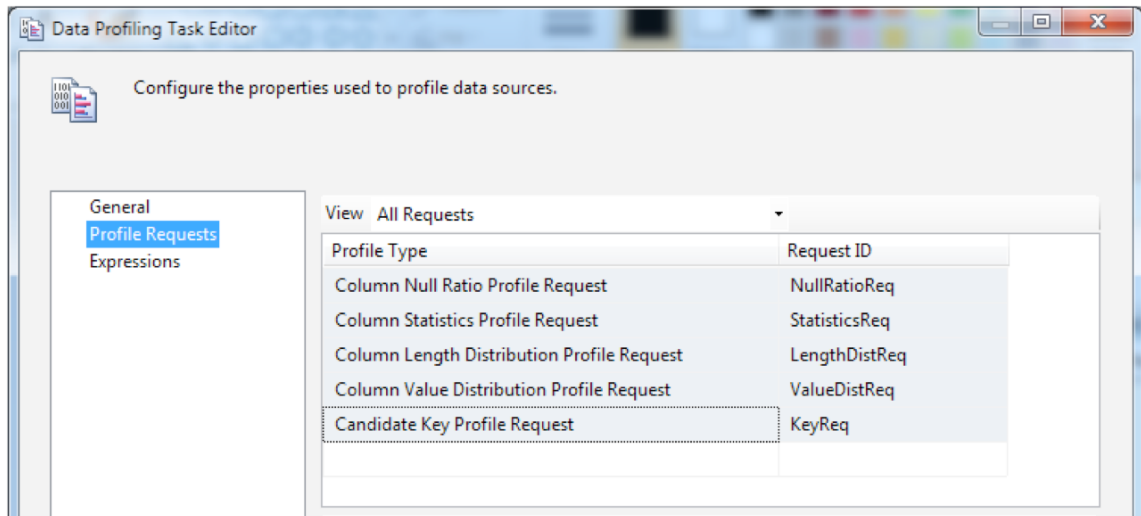 Data Profiling Task Editor
Configure the properties used to profile data sources.
General
Profile Requests
Expressions
View All Requests
Profile Type Request ID
Column Null Ratio Profile Request NullRatioReq
Column Statistics Profile Request StatisticsReq
Column Length Distribution Profile Request LengthDistReq
Column Value Distribution Profile Request ValueDistReq
Candidate Key Profile Request KeyReq